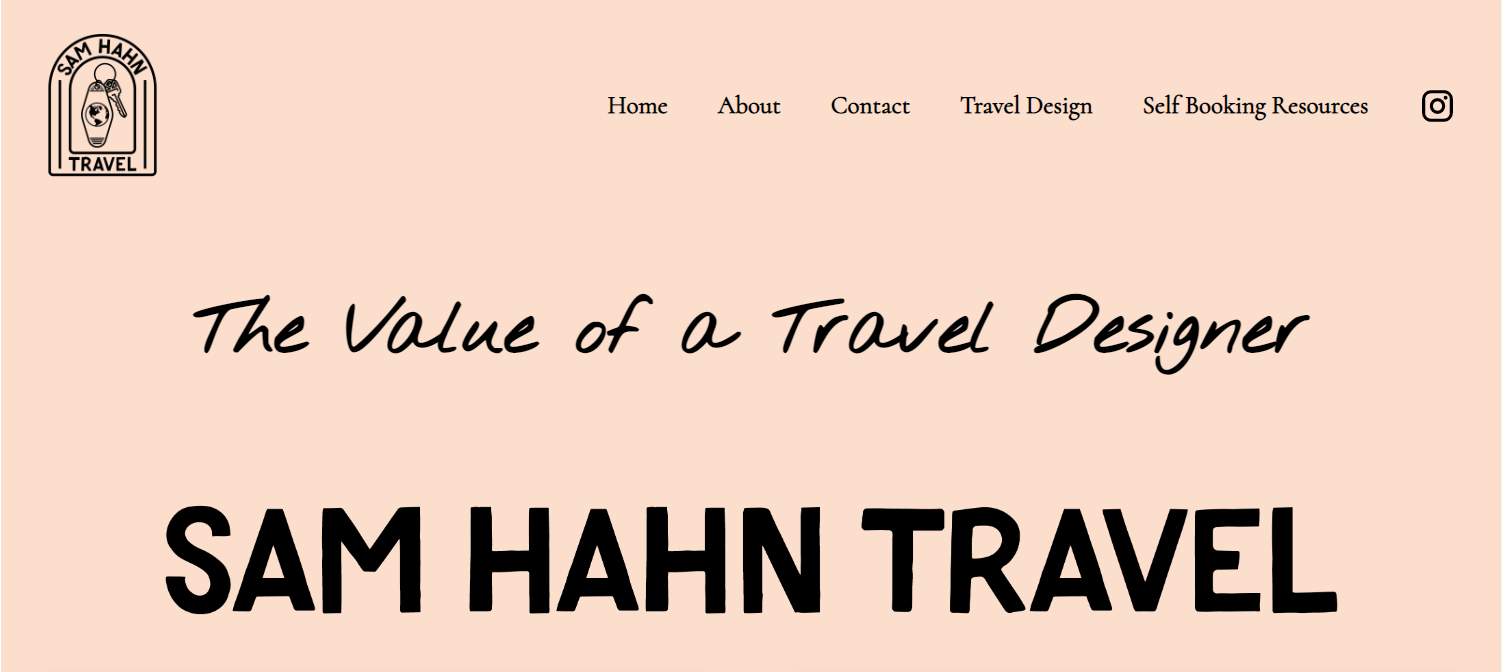 SAM HAHN
TRAVEL
Home About Contact Travel Design Self Booking Resources
The Value of a Travel Designer
SAM HAHN TRAVEL